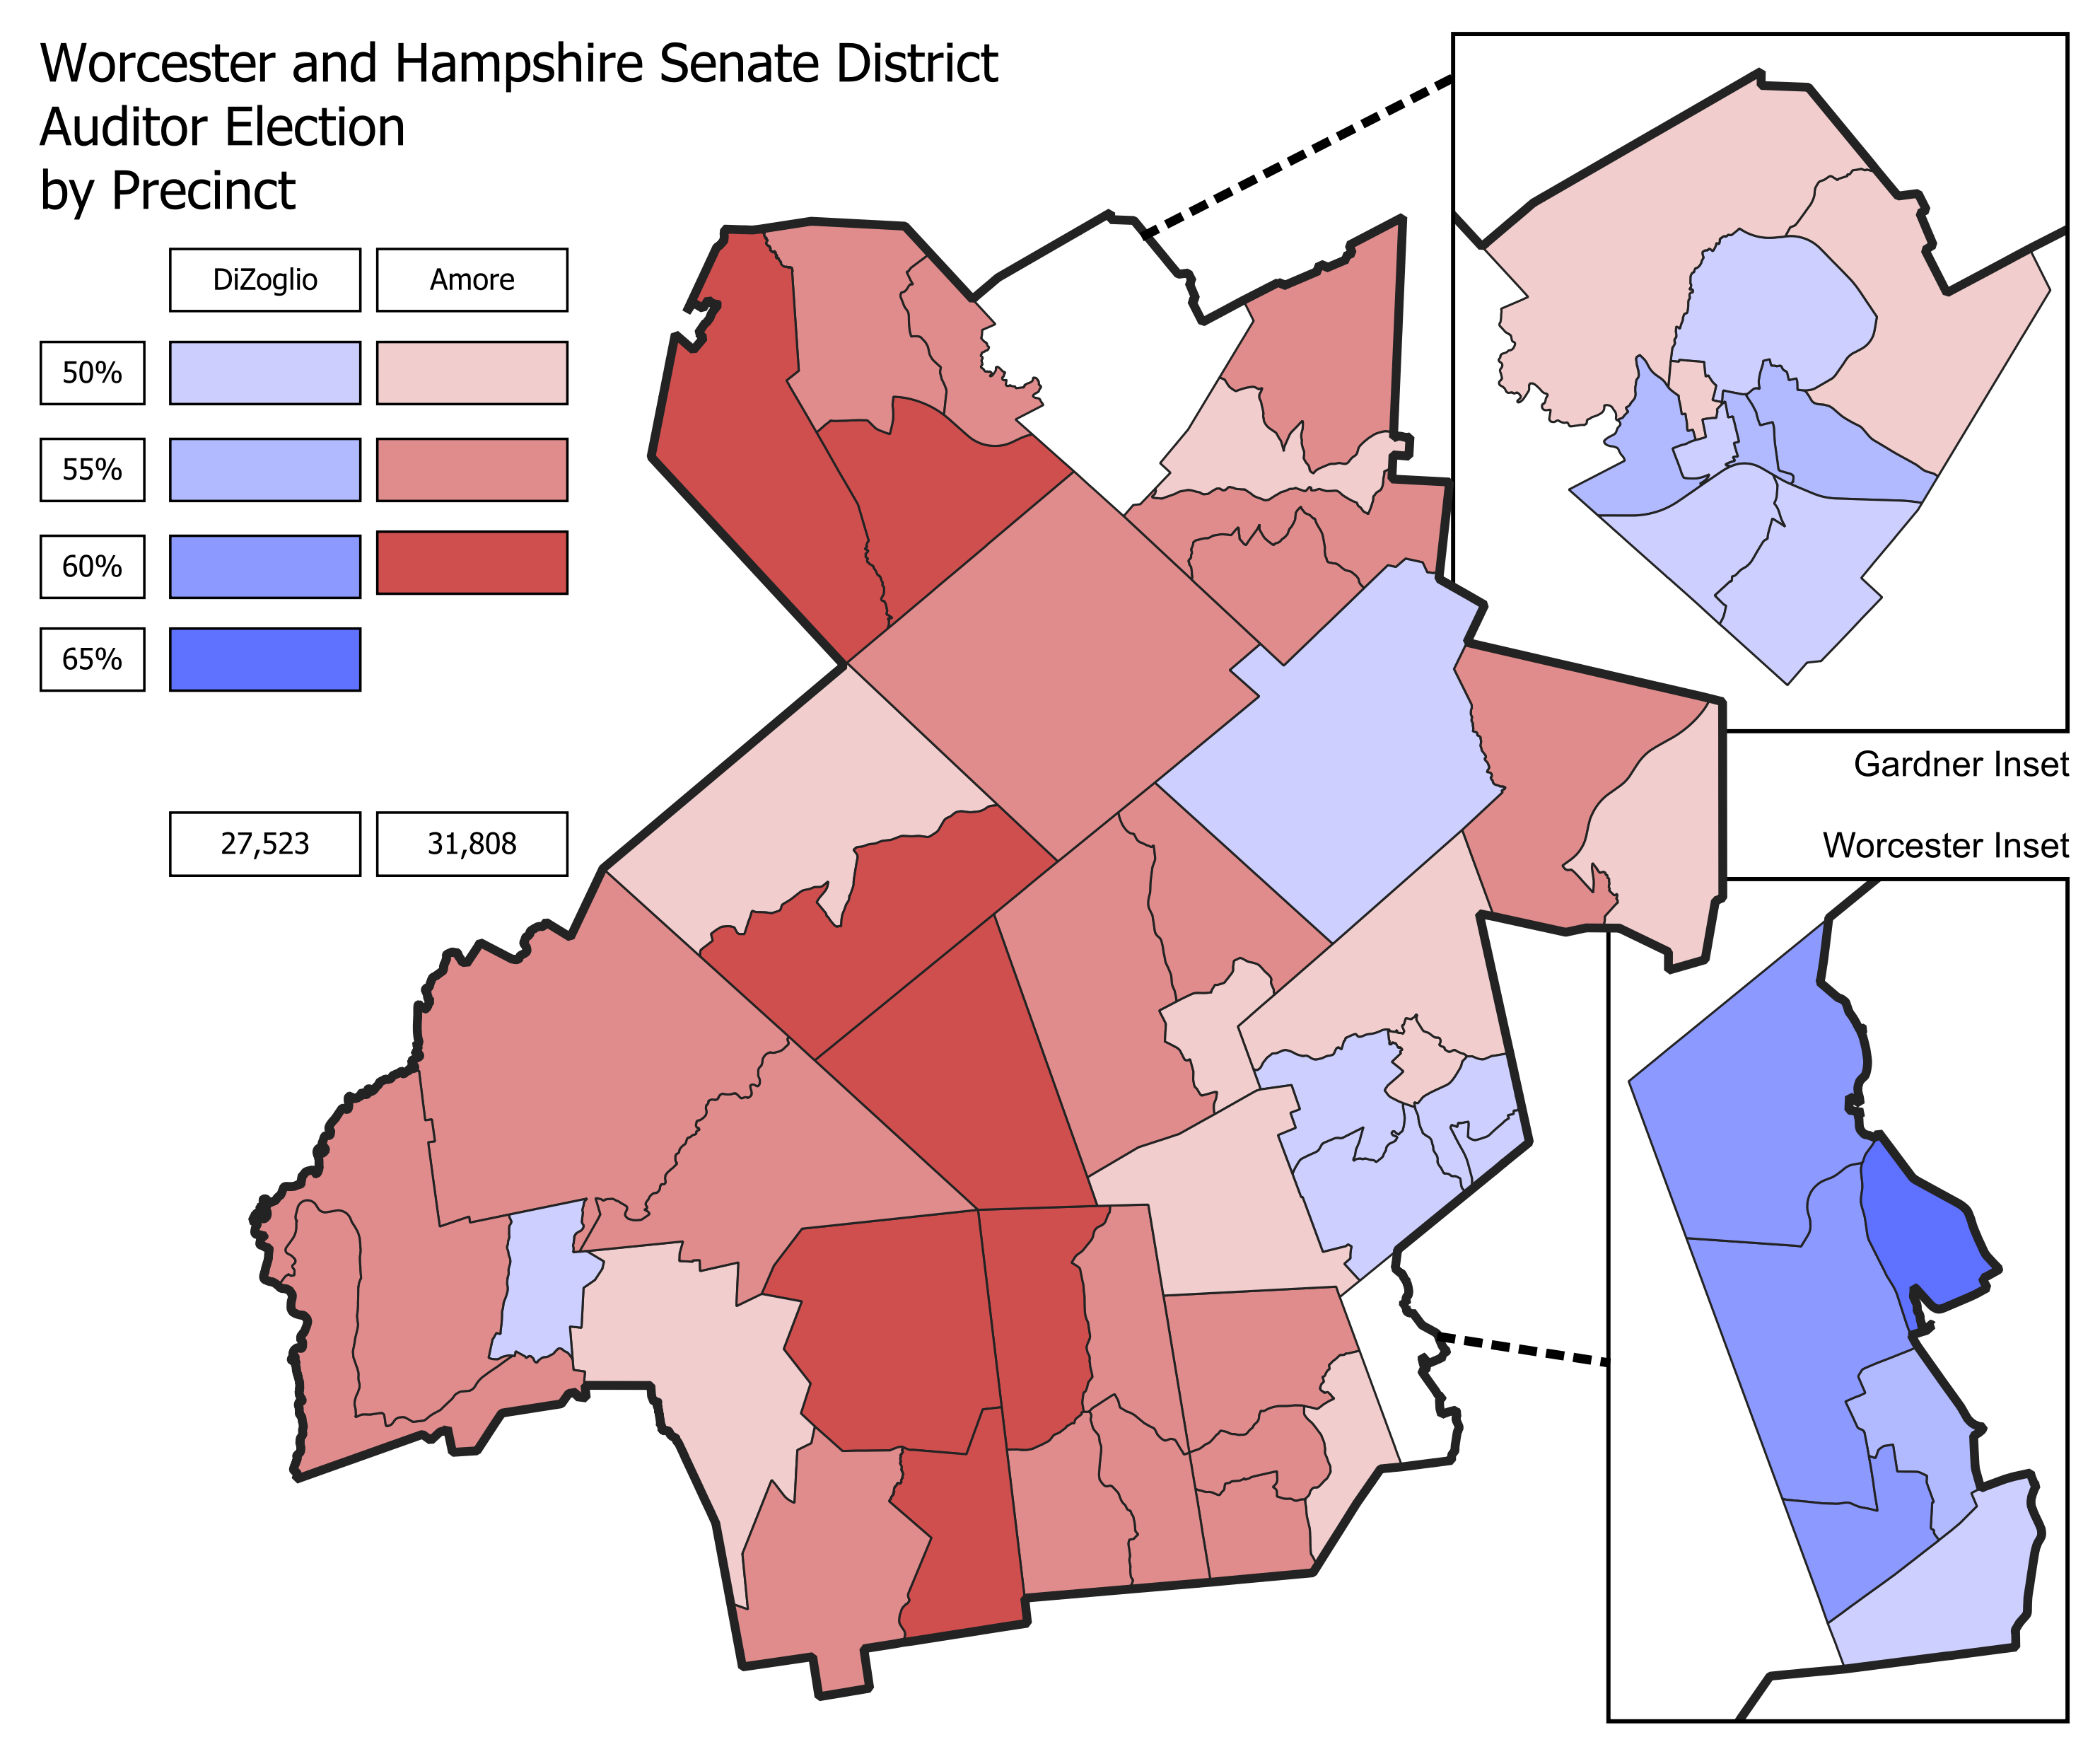 Worcester and Hampshire Senate District
Auditor Election
by Precinct
DiZoglio
Amore
50%
55%
60%
65%
27,523
31,808
Gardner Inset
Worcester Inset